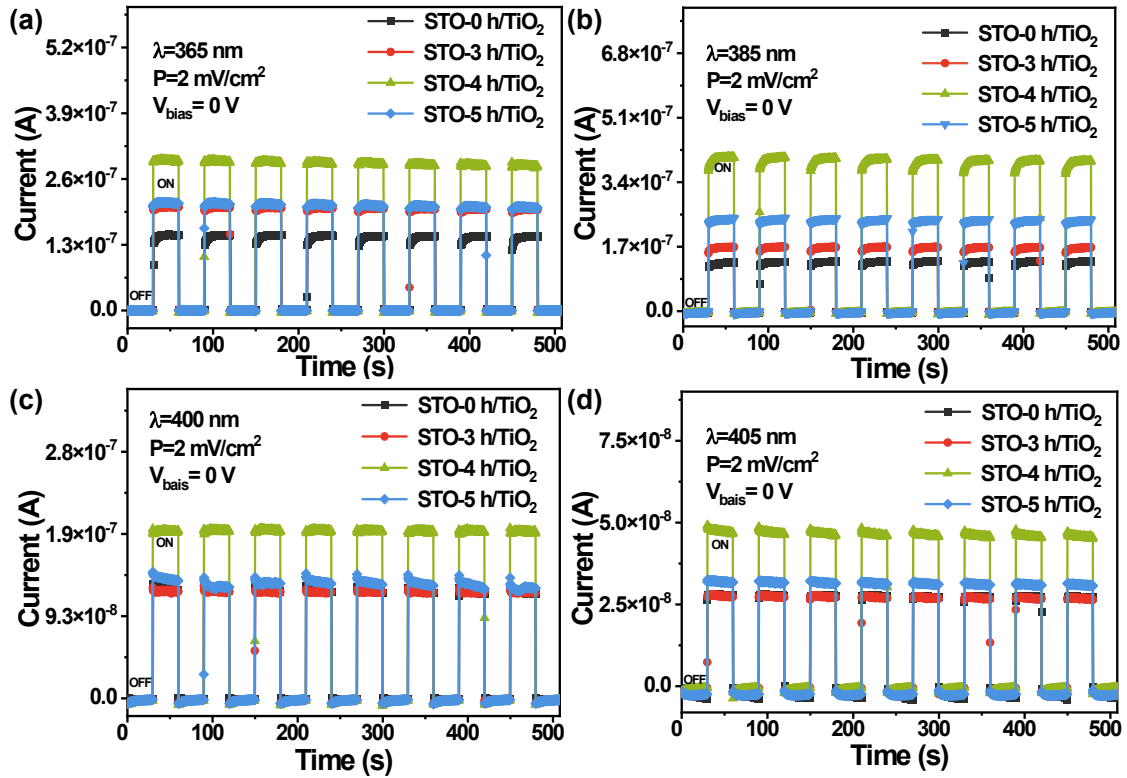 (a)
λ=365 nm
P=2 mV/cm²
V_bias= 0 V
STO-0 h/TiO₂
STO-3 h/TiO₂
STO-4 h/TiO₂
STO-5 h/TiO₂
5.2×10⁻⁷
3.9×10⁻⁷
2.6×10⁻⁷
1.3×10⁻⁷
0.0
Current (A)
ON
OFF
0 100 200 300 400 500
Time (s)
(b)
λ=385 nm
P=2 mV/cm²
V_bias= 0 V
STO-0 h/TiO₂
STO-3 h/TiO₂
STO-4 h/TiO₂
STO-5 h/TiO₂
6.8×10⁻⁷
5.1×10⁻⁷
3.4×10⁻⁷
1.7×10⁻⁷
0.0
Current (A)
ON
OFF
0 100 200 300 400 500
Time (s)
(c)
λ=400 nm
P=2 mV/cm²
V_bais= 0 V
STO-0 h/TiO₂
STO-3 h/TiO₂
STO-4 h/TiO₂
STO-5 h/TiO₂
2.8×10⁻⁷
1.9×10⁻⁷
9.3×10⁻⁸
0.0
Current (A)
ON
OFF
0 100 200 300 400 500
Time (s)
(d)
λ=405 nm
P=2 mV/cm²
V_bais= 0 V
STO-0 h/TiO₂
STO-3 h/TiO₂
STO-4 h/TiO₂
STO-5 h/TiO₂
7.5×10⁻⁸
5.0×10⁻⁸
2.5×10⁻⁸
0.0
Current (A)
ON
OFF
0 100 200 300 400 500
Time (s)